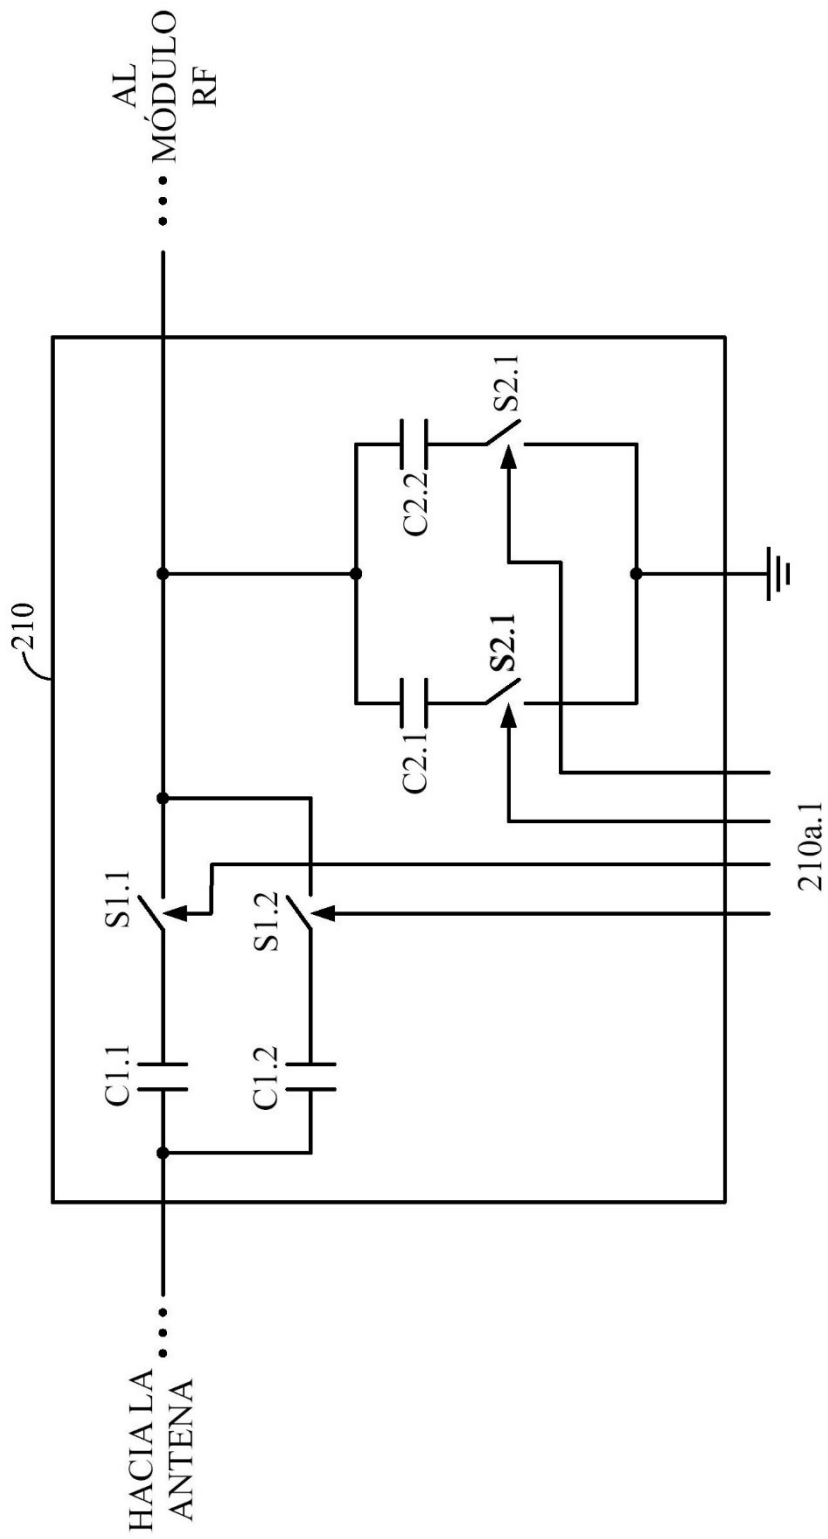 210
HACIA LA
ANTENA
AL
MÓDULO
RF
C1.1
S1.1
C1.2
S1.2
C2.1
S2.1
C2.2
S2.1
210a.1